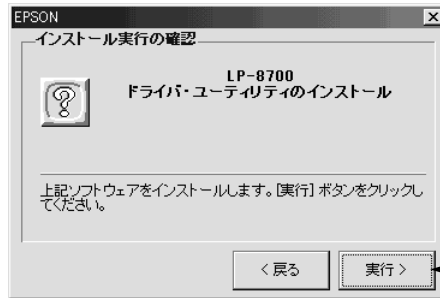 EPSON
インストール実行の確認
LP-8700
ドライバ・ユーティリティのインストール
上記ソフトウェアをインストールします。[実行]ボタンをクリックし
てください。
<戻る
実行>